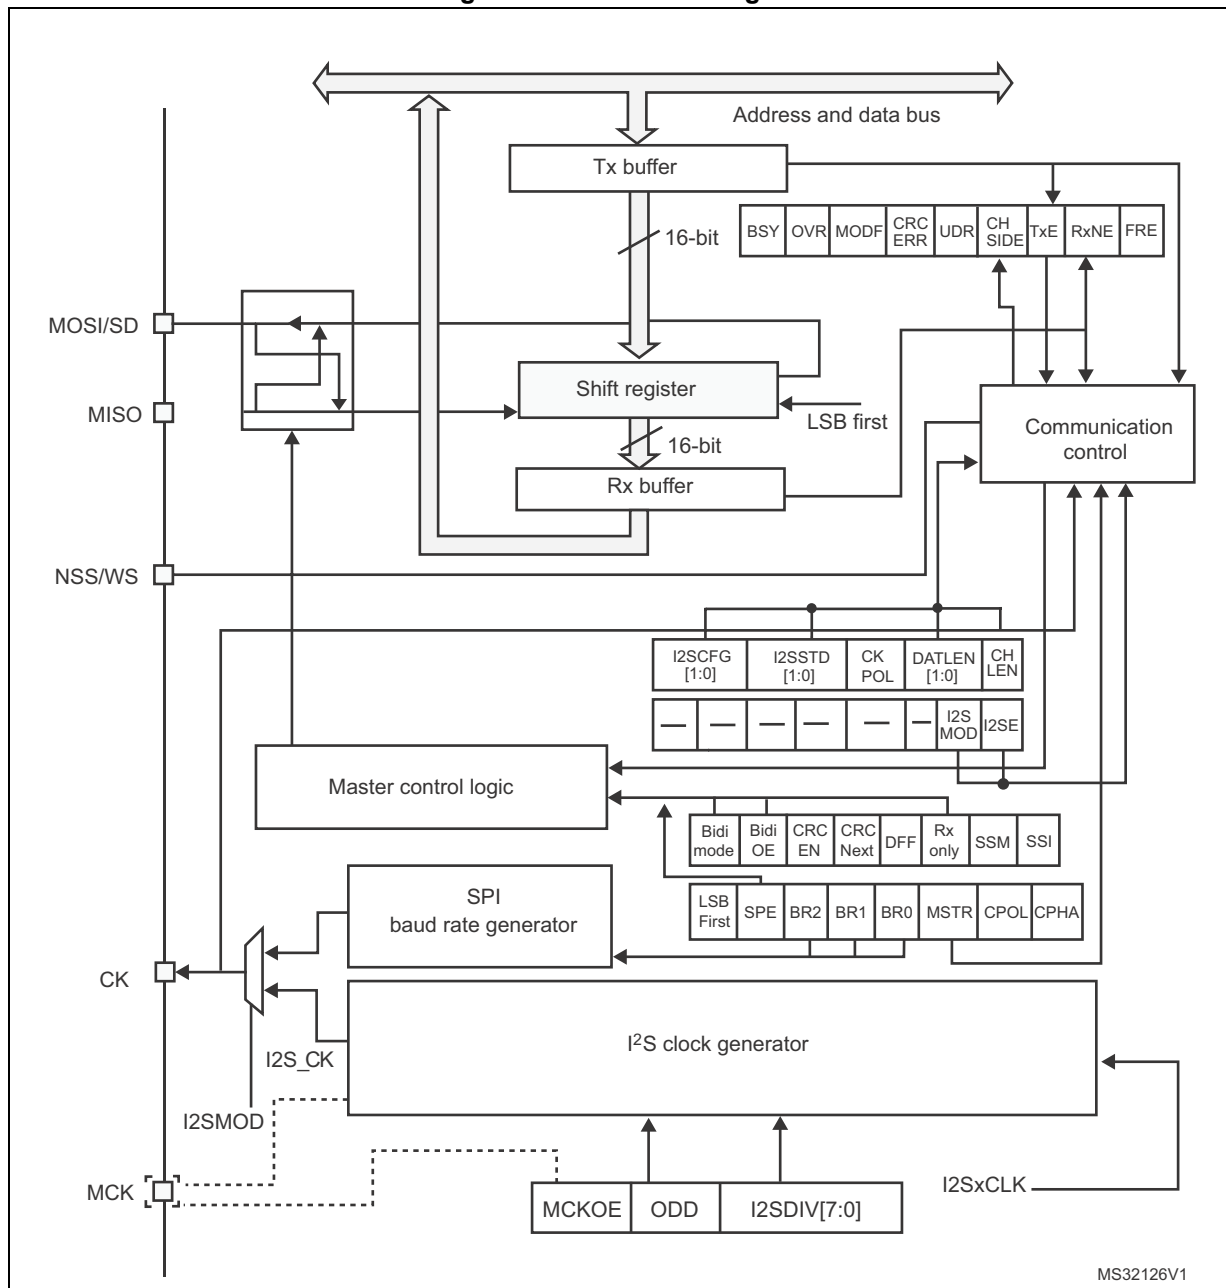 Address and data bus
Tx buffer
16-bit
BSY OVR MODF CRC ERR UDR CH SIDE TxE RxNE FRE
MOSI/SD
Shift register
MISO
LSB first
Communication
control
16-bit
Rx buffer
NSS/WS
I2SCFG [1:0] I2SSTD [1:0] CK POL DATLEN [1:0] CH LEN
— — — — — — I2S MOD I2SE
Master control logic
Bidi mode Bidi OE CRC EN CRC Next DFF Rx only SSM SSI
SPI
baud rate generator
LSB First SPE BR2 BR1 BR0 MSTR CPOL CPHA
CK
I2S clock generator
I2S_CK
I2SMOD
MCK
I2SxCLK
MCKOE ODD I2SDIV[7:0]
MS32126V1